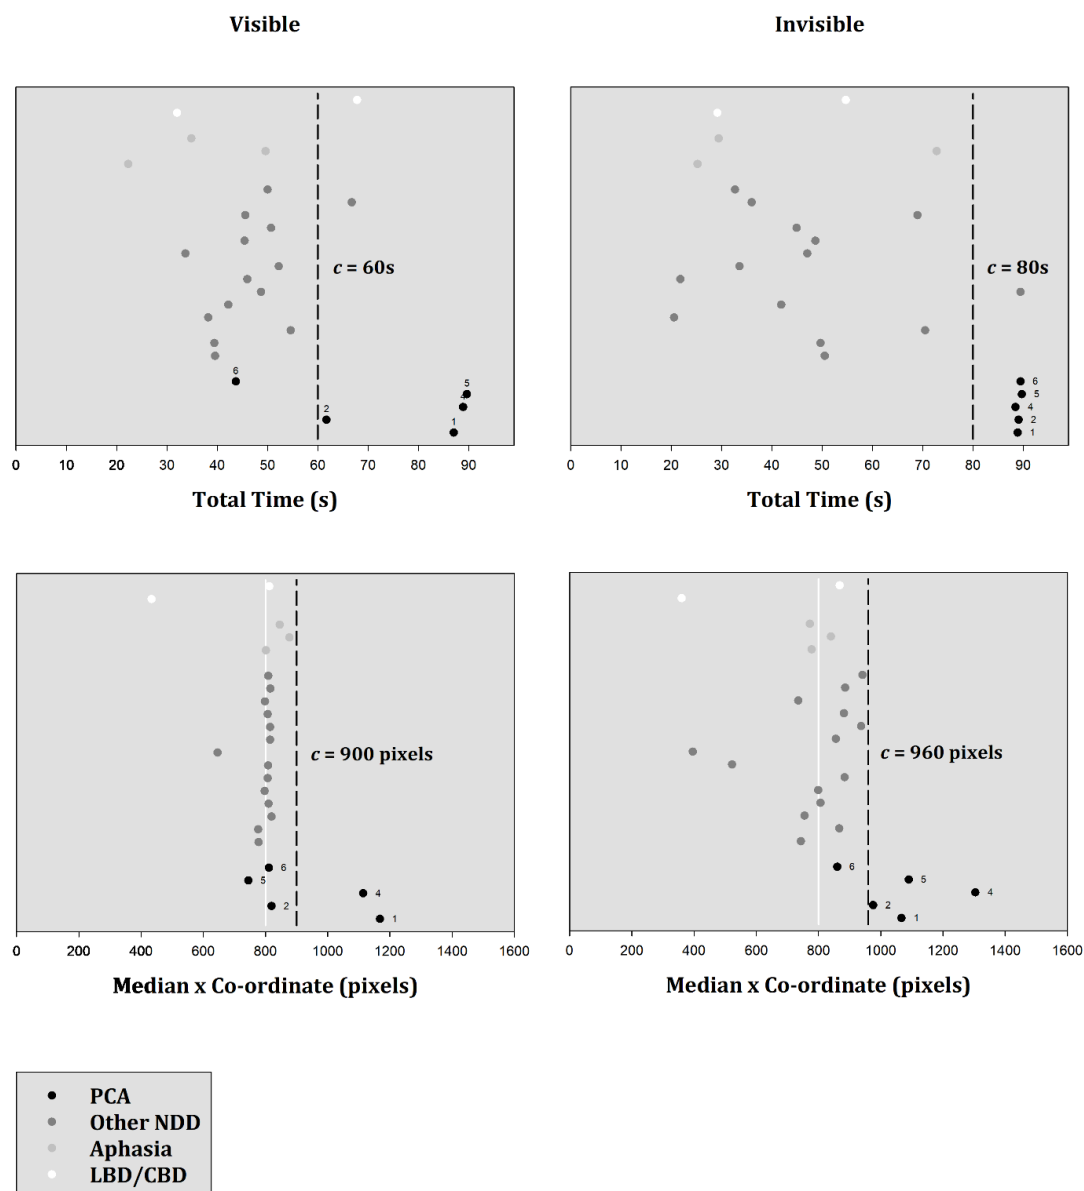 Visible
Invisible
c = 60s
6
5
4
2
1
0 10 20 30 40 50 60 70 80 90
Total Time (s)
c = 80s
6
5
4
2
1
0 10 20 30 40 50 60 70 80 90
Total Time (s)
c = 900 pixels
6
5
4
2
1
0 400 600 800 1000 1200 1400 1600
Median x Co-ordinate (pixels)
c = 960 pixels
6
5
4
2
1
0 200 400 600 800 1000 1200 1400 1600
Median x Co-ordinate (pixels)
PCA
Other NDD
Aphasia
LBD/CBD